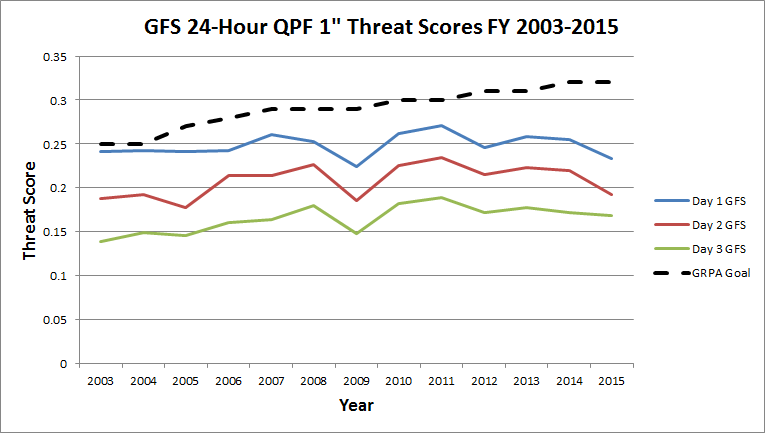 GFS 24-Hour QPF 1" Threat Scores FY 2003-2015
0.35
0.3
0.25
0.2
0.15
0.1
0.05
0
Threat Score
2003 2004 2005 2006 2007 2008 2009 2010 2011 2012 2013 2014 2015
Year
Day 1 GFS
Day 2 GFS
Day 3 GFS
GRPA Goal